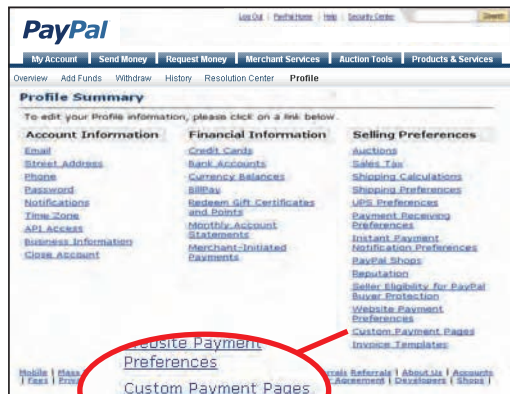 PayPal
Log Out | PayPal Home | Help | Security Center
Search
My Account Send Money Request Money Merchant Services Auction Tools Products & Services
Overview Add Funds Withdraw History Resolution Center Profile
Profile Summary
To edit your Profile information, please click on a link below.
Account Information
Email
Street Address
Phone
Password
Notifications
Time Zone
API Access
Business Information
Close Account
Financial Information
Credit Cards
Bank Accounts
Currency Balances
BillPay
Redeem Gift Certificates
and Points
Monthly Account
Statements
Merchant-Initiated
Payments
Selling Preferences
Auctions
Sales Tax
Shipping Calculations
Shipping Preferences
UPS Preferences
Payment Receiving
Preferences
Instant Payment
Notification Preferences
PayPal Shops
Reputation
Seller Eligibility for PayPal
Buyer Protection
Website Payment
Preferences
Custom Payment Pages
Invoice Templates
Website Payment
Preferences
Custom Payment Pages
Mobile | Mass
Referrals | About Us | Accounts
| Fees |
Agreement | Developers | Shops |